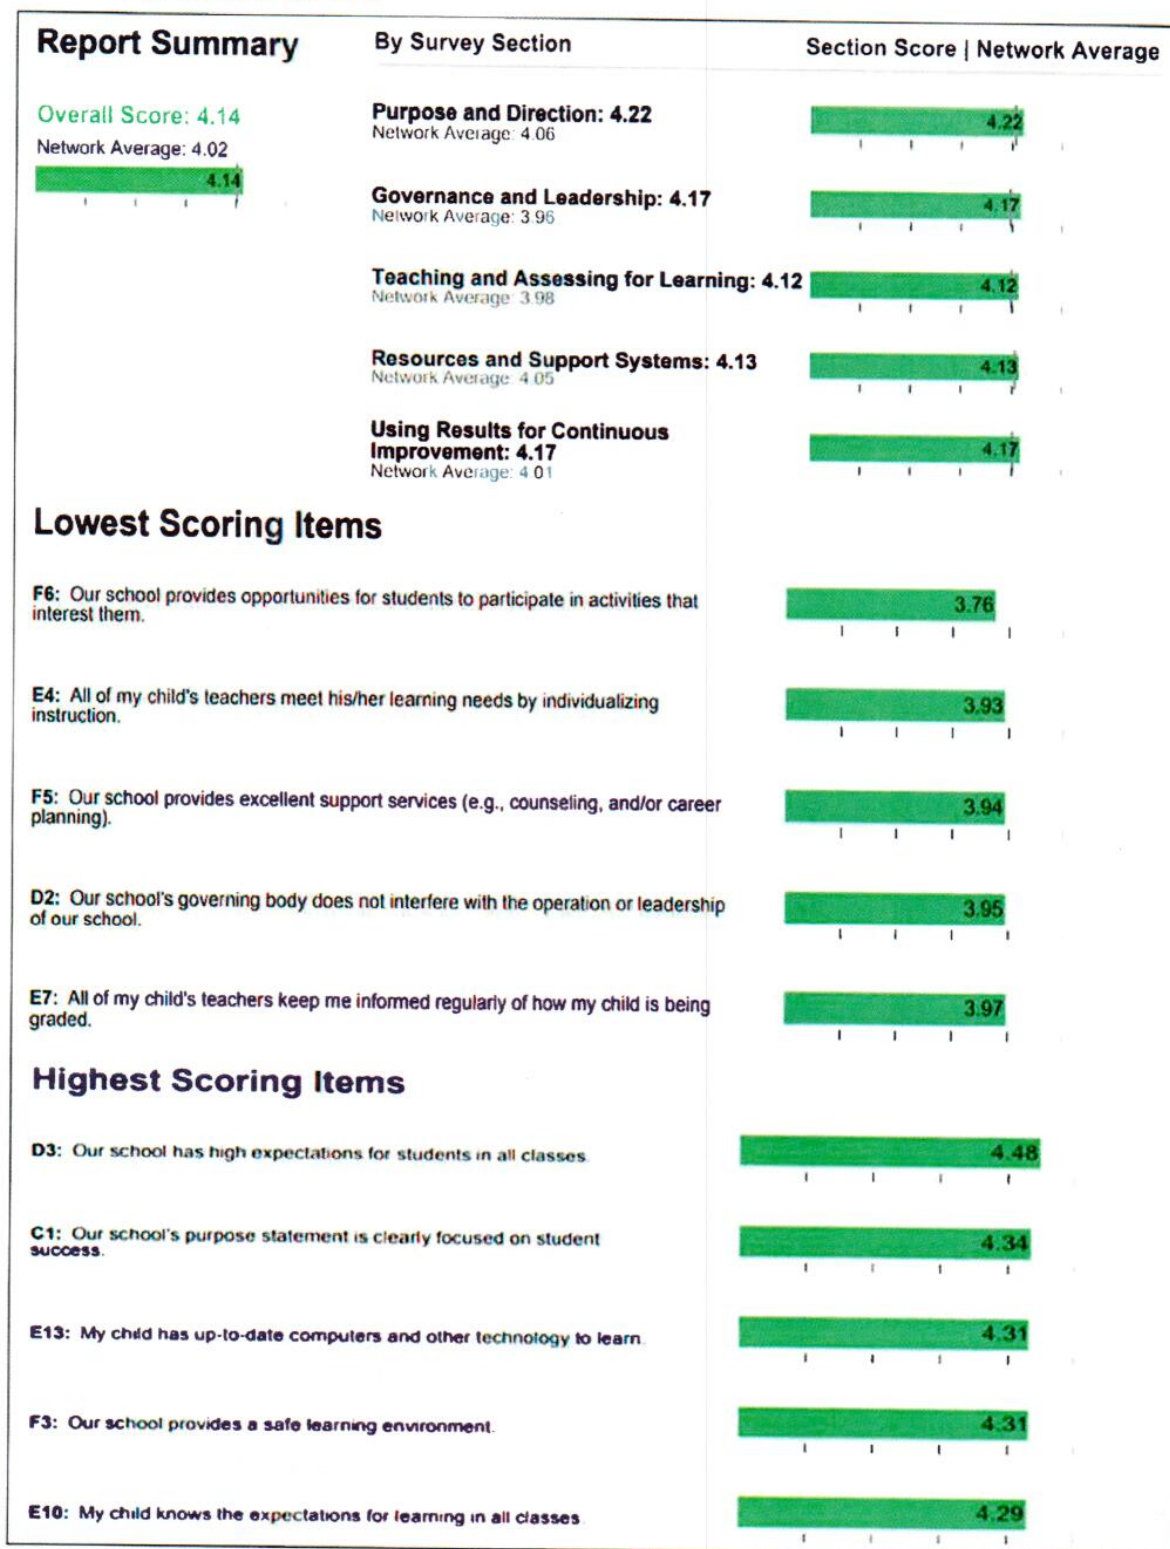 Report Summary
By Survey Section
Section Score | Network Average
Overall Score: 4.14
Network Average: 4.02
4.14
Purpose and Direction: 4.22
Network Average: 4.06
4.22
Governance and Leadership: 4.17
Network Average: 3.96
4.17
Teaching and Assessing for Learning: 4.12
Network Average: 3.98
4.12
Resources and Support Systems: 4.13
Network Average: 4.05
4.13
Using Results for Continuous
Improvement: 4.17
Network Average: 4.01
4.17
Lowest Scoring Items
F6: Our school provides opportunities for students to participate in activities that
interest them.
3.76
E4: All of my child's teachers meet his/her learning needs by individualizing
instruction.
3.93
F5: Our school provides excellent support services (e.g., counseling, and/or career
planning).
3.94
D2: Our school's governing body does not interfere with the operation or leadership
of our school.
3.95
E7: All of my child's teachers keep me informed regularly of how my child is being
graded.
3.97
Highest Scoring Items
D3: Our school has high expectations for students in all classes.
4.48
C1: Our school's purpose statement is clearly focused on student
success.
4.34
E13: My child has up-to-date computers and other technology to learn.
4.31
F3: Our school provides a safe learning environment.
4.31
E10: My child knows the expectations for learning in all classes.
4.29